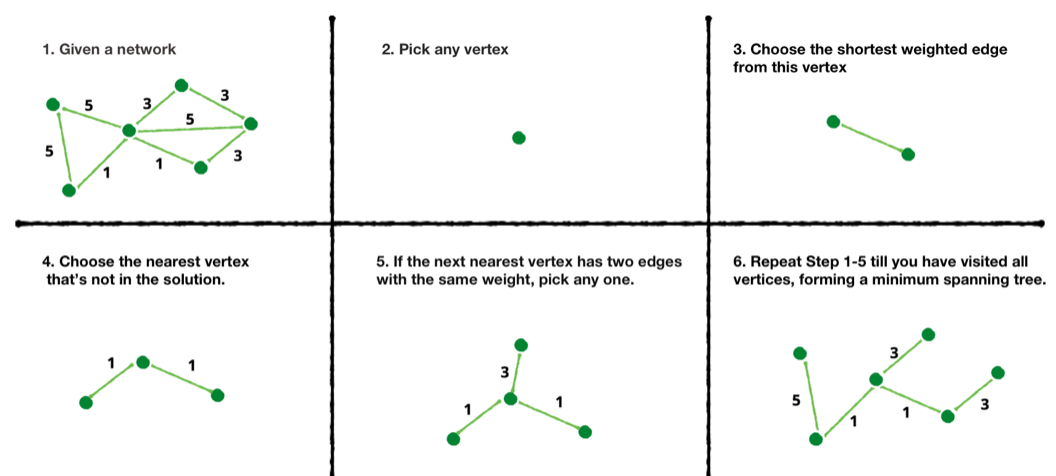 1. Given a network
5
3
3
5
5
1
1
3
2. Pick any vertex
3. Choose the shortest weighted edge
from this vertex
4. Choose the nearest vertex
that's not in the solution.
1
1
5. If the next nearest vertex has two edges
with the same weight, pick any one.
3
1
1
6. Repeat Step 1-5 till you have visited all
vertices, forming a minimum spanning tree.
3
5
1
1
3